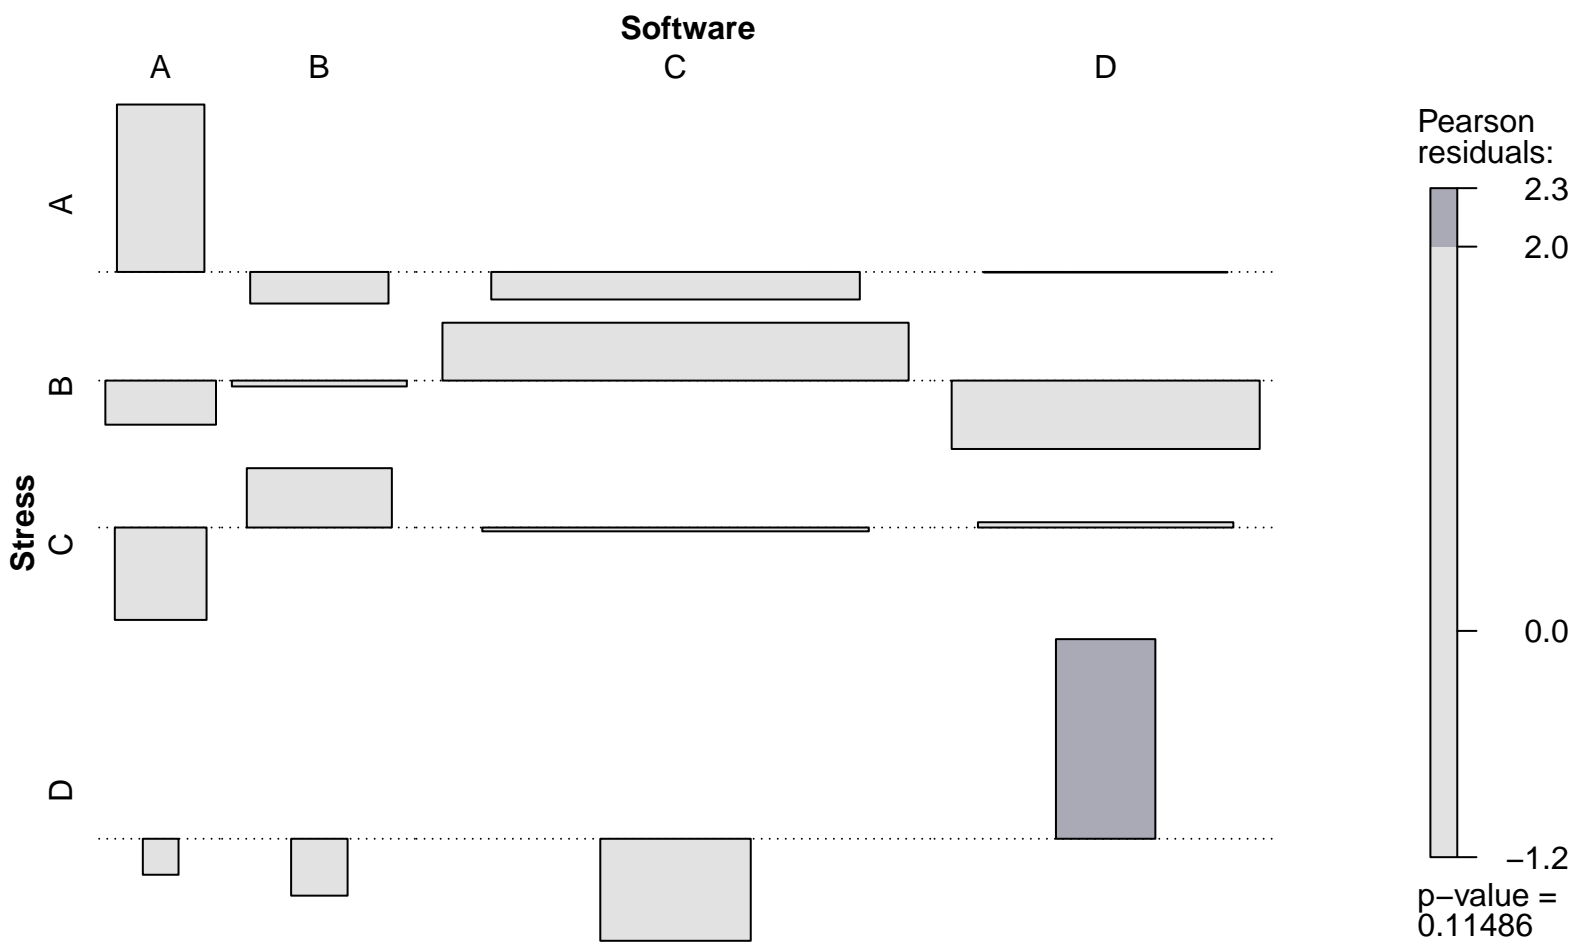 Software
A B C D
Pearson
residuals:
2.3
2.0
0.0
−1.2
p−value =
0.11486
Stress
A
B
C
D